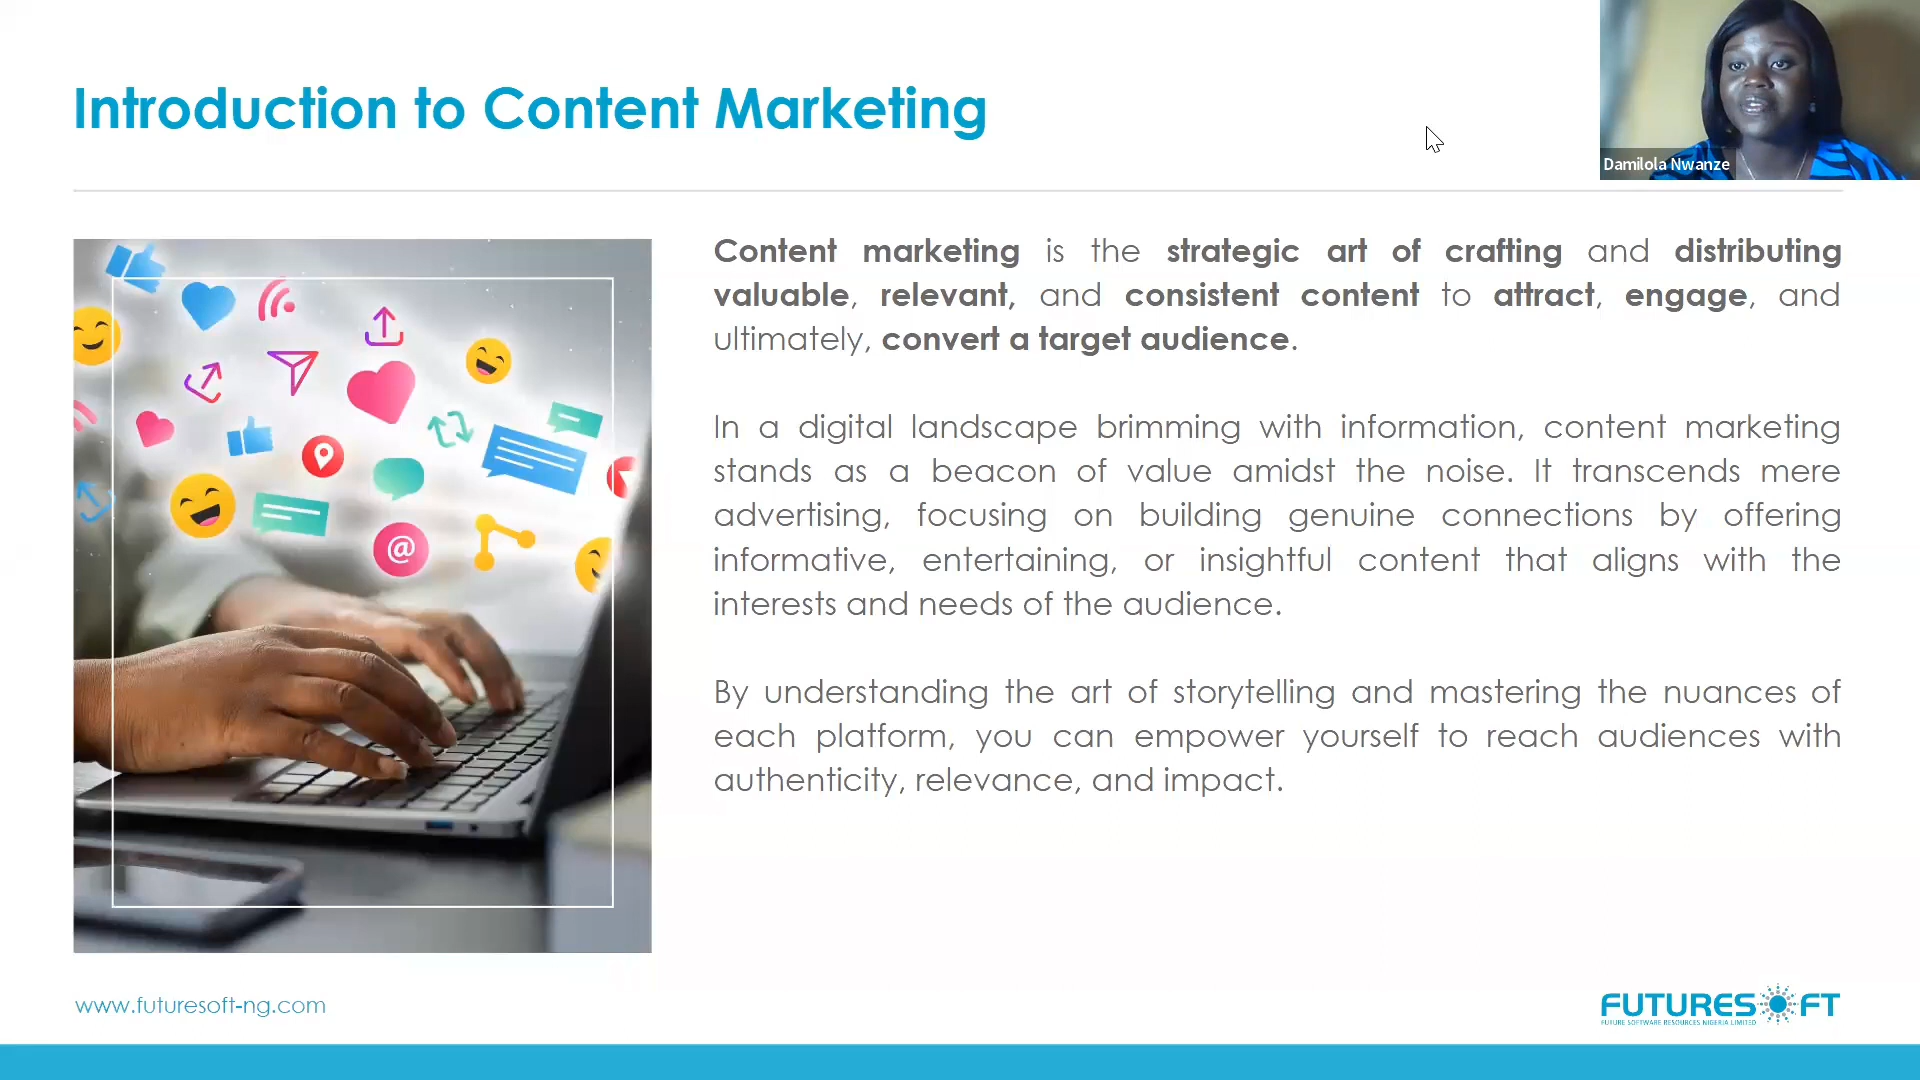 Introduction to Content Marketing
Damilola Nwanze
Content marketing is the strategic art of crafting and distributing
valuable, relevant, and consistent content to attract, engage, and
ultimately, convert a target audience.
In a digital landscape brimming with information, content marketing
stands as a beacon of value amidst the noise. It transcends mere
advertising, focusing on building genuine connections by offering
informative, entertaining, or insightful content that aligns with the
interests and needs of the audience.
By understanding the art of storytelling and mastering the nuances of
each platform, you can empower yourself to reach audiences with
authenticity, relevance, and impact.
@
www.futuresoft-ng.com
FUTURESOFT
FUTURE SOFTWARE RESOURCES NIGERIA LIMITED